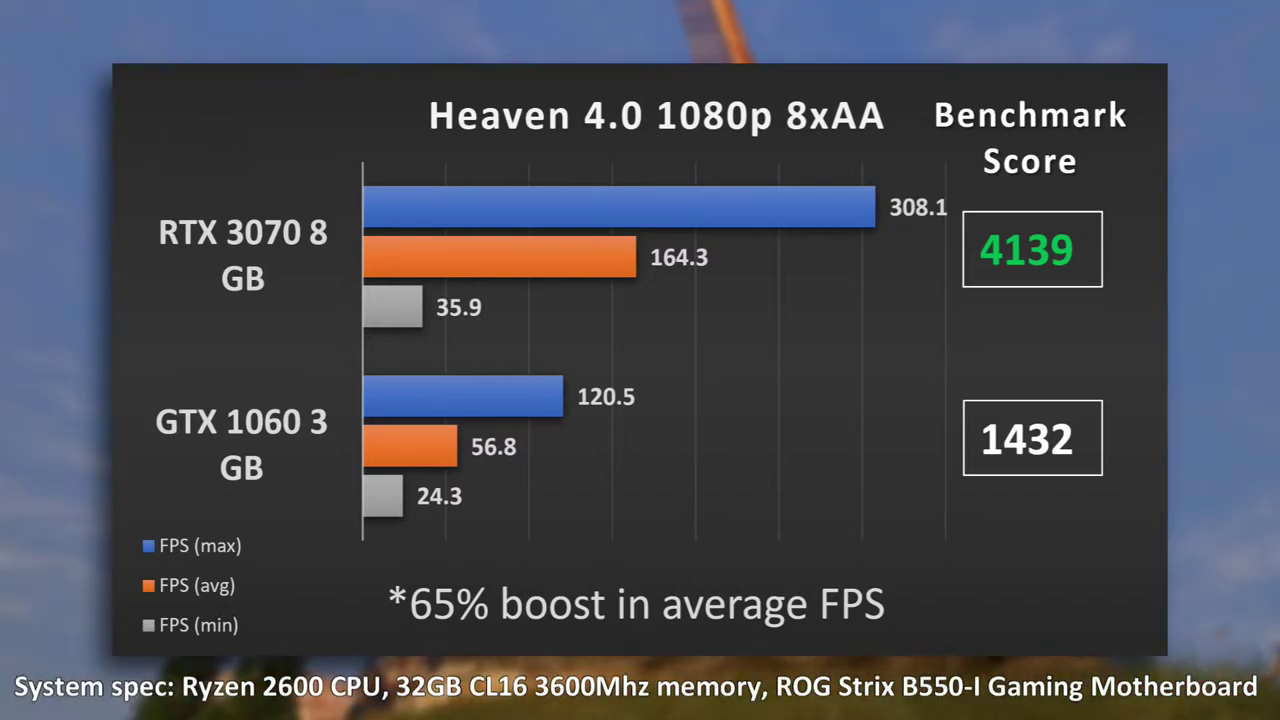 Heaven 4.0 1080p 8xAA
Benchmark
Score
RTX 3070 8
GB
308.1
164.3
35.9
4139
GTX 1060 3
GB
120.5
56.8
24.3
1432
FPS (max)
FPS (avg)
FPS (min)
*65% boost in average FPS
System spec: Ryzen 2600 CPU, 32GB CL16 3600Mhz memory, ROG Strix B550-I Gaming Motherboard